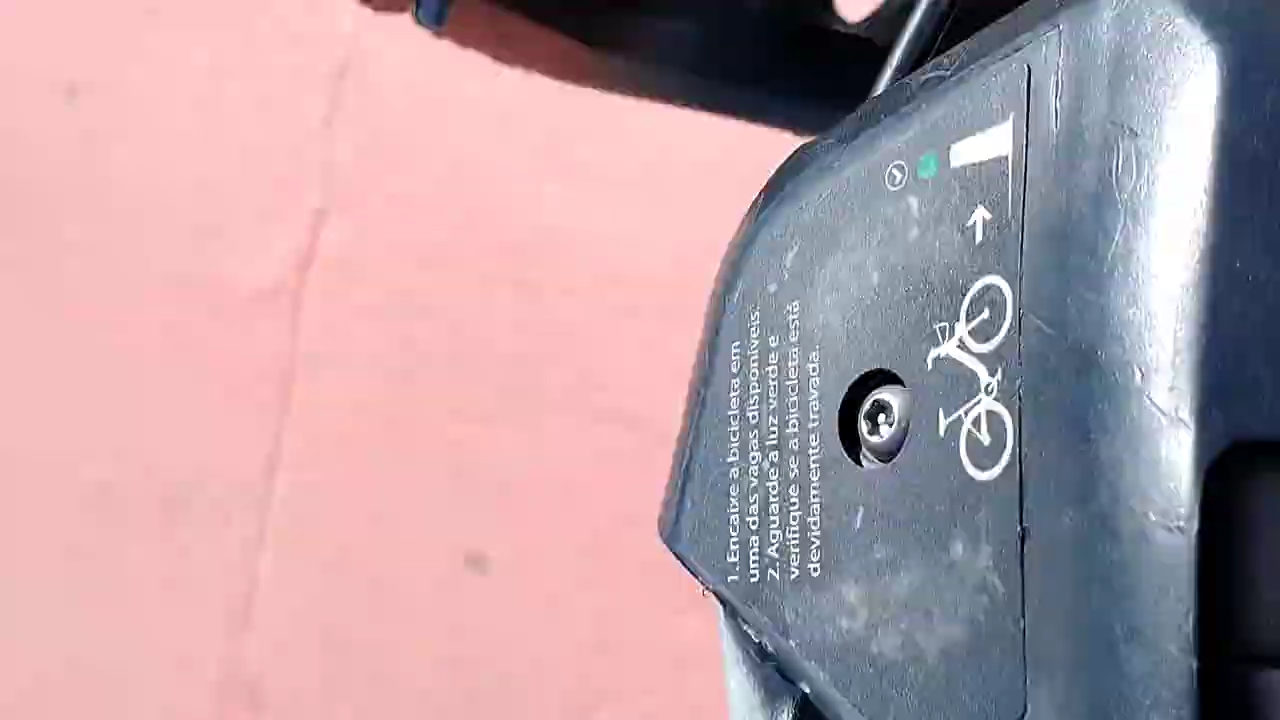 1. Encaixe a bicicleta em
uma das vagas disponíveis.
2. Aguarde a luz verde e
verifique se a bicicleta está
devidamente travada.